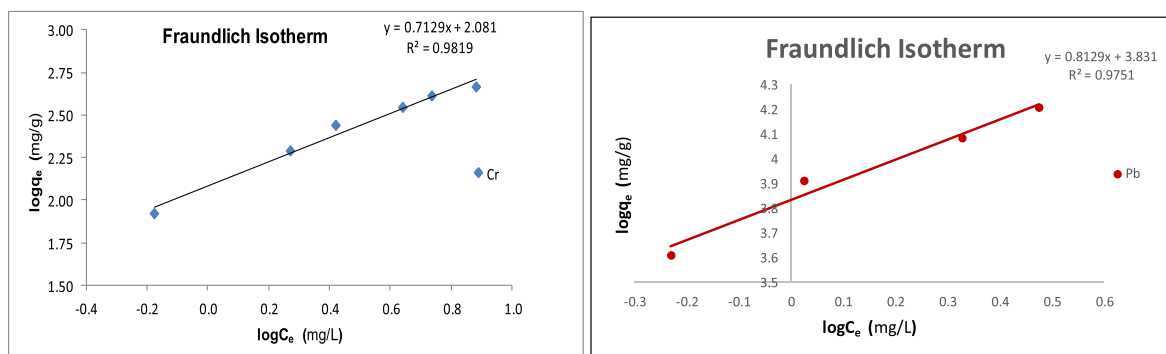 Fraundlich Isotherm
y = 0.7129x + 2.081
R² = 0.9819
3.00
2.75
2.50
2.25
2.00
1.75
1.50
-0.4
-0.2
0.0
0.2
0.4
0.6
0.8
1.0
logqₑ (mg/g)
logCₑ (mg/L)
Cr
Fraundlich Isotherm
y = 0.8129x + 3.831
R² = 0.9751
4.3
4.2
4.1
4
3.9
3.8
3.7
3.6
3.5
-0.3
-0.2
-0.1
0
0.1
0.2
0.3
0.4
0.5
0.6
logqₑ (mg/g)
logCₑ (mg/L)
Pb